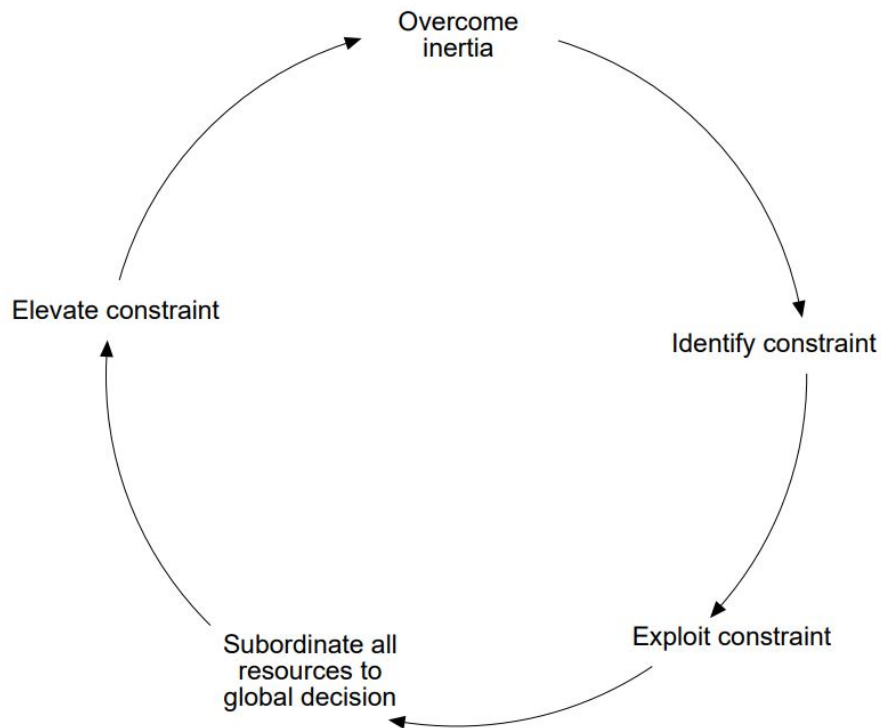 Overcome
inertia
Identify constraint
Exploit constraint
Subordinate all
resources to
global decision
Elevate constraint